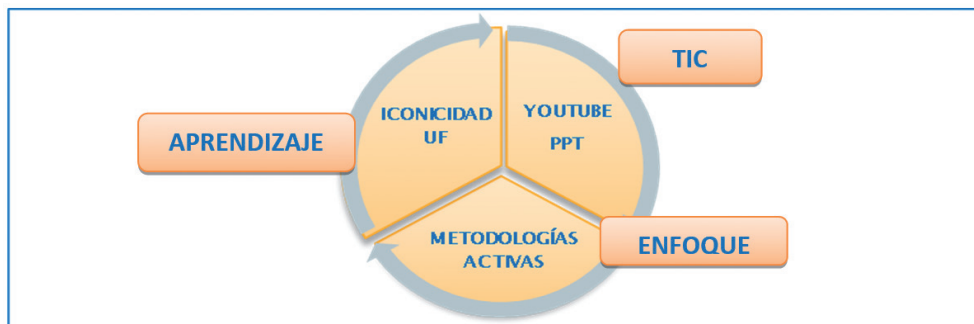 TIC
ICONICIDAD
UF
YOUTUBE
PPT
APRENDIZAJE
METODOLOGÍAS
ACTIVAS
ENFOQUE